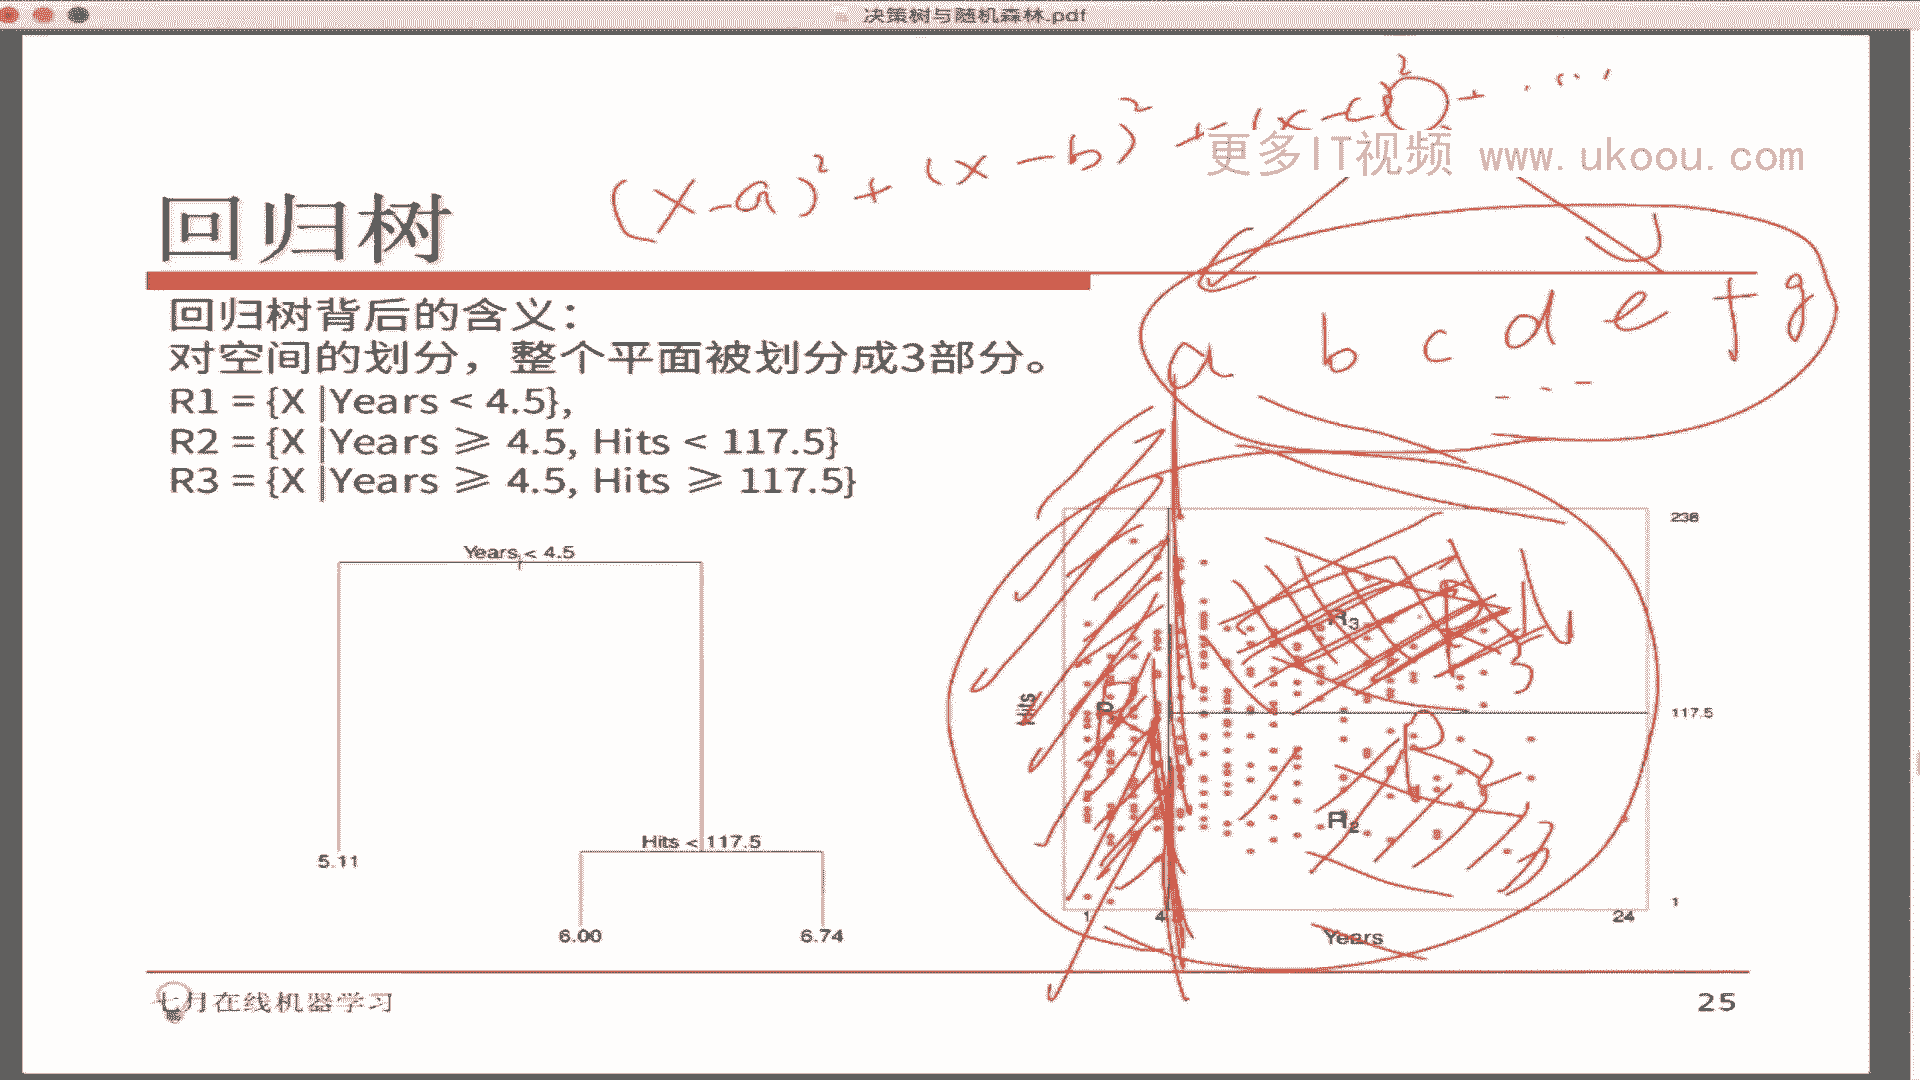 决策树与随机森林.pdf
(x-a)² + (x-b)² + (x-c)² + ......
更多IT视频 www.ukoou.com
回归树
a b c d e f g
...
回归树背后的含义：
对空间的划分，整个平面被划分成3部分。
R1 = {X |Years < 4.5},
R2 = {X |Years ⩾ 4.5, Hits < 117.5}
R3 = {X |Years ⩾ 4.5, Hits ⩾ 117.5}
Years < 4.5
5.11
Hits < 117.5
6.00
6.74
238
R3
R3
Hits
117.5
R2
R2
1
1
24
Years
七月在线机器学习
25